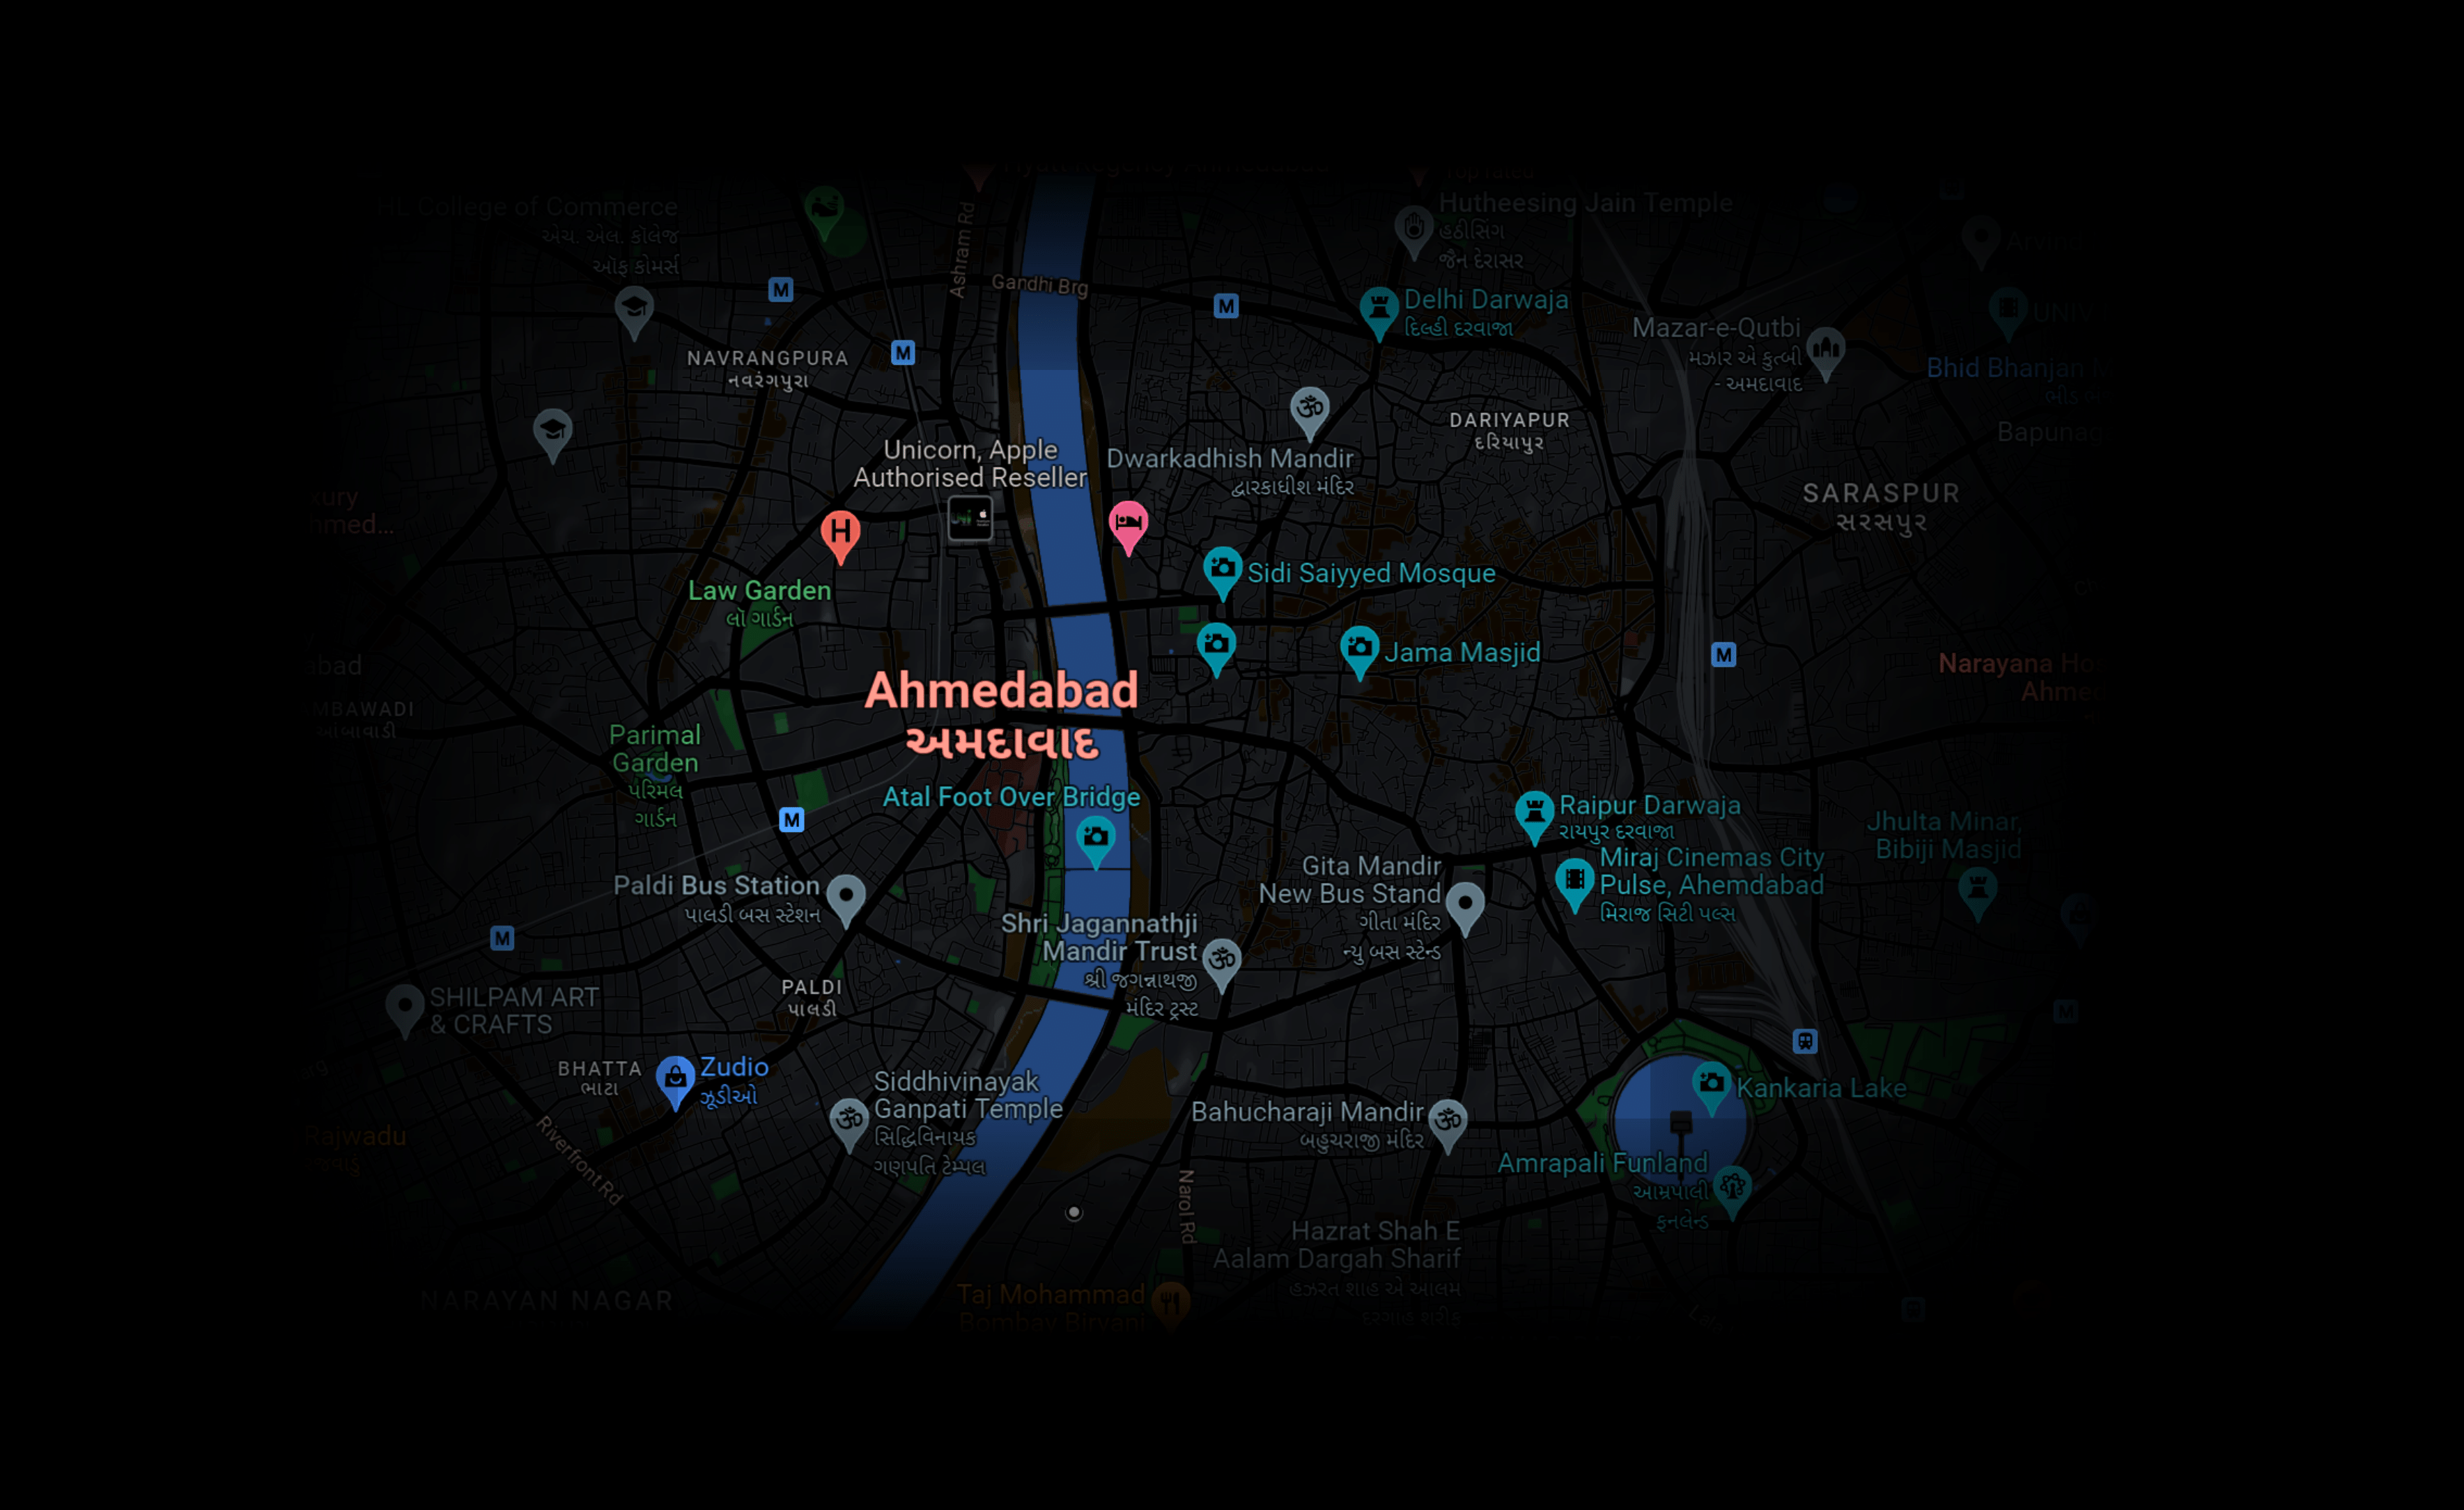 HL College of Commerce
એચ. એલ. કૉલેજ
ઑફ કોમર્સ
Ashram Rd
Gandhi Brg
Top rated
Hutheesing Jain Temple
હઠીસિંગ
જૈન દેરાસર
Arvind
M
M
Delhi Darwaja
દિલ્હી દરવાજા
Mazar-e-Qutbi
મઝાર એ કુત્બી
- અમદાવાદ
Bhid Bhanjan
NAVRANGPURA
નવરંગપુરા
M
DARIYAPUR
દરિયાપુર
Unicorn, Apple
Authorised Reseller
Dwarkadhish Mandir
દ્વારકાધીશ મંદિર
SARASPUR
સરસપુર
H
Sidi Saiyyed Mosque
Law Garden
લૉ ગાર્ડન
Jama Masjid
M
Narayana
Ahmedabad
અમદાવાદ
Parimal
Garden
પરિમલ
ગાર્ડન
Atal Foot Over Bridge
M
Raipur Darwaja
રાયપુર દરવાજા
Miraj Cinemas City
Pulse, Ahemdabad
મિરાજ સિટી પલ્સ
Jhulta Minar,
Bibiji Masjid
Gita Mandir
New Bus Stand
ગીતા મંદિર
ન્યુ બસ સ્ટેન્ડ
Paldi Bus Station
પાલડી બસ સ્ટેશન
M
Shri Jagannathji
Mandir Trust
શ્રી જગન્નાથજી
મંદિર ટ્રસ્ટ
PALDI
પાલડી
SHILPAM ART
& CRAFTS
M
BHATTA
ભાટા
Zudio
ઝૂડીઓ
Riverfront Rd
Siddhivinayak
Ganpati Temple
સિદ્ધિવિનાયક
ગણપતિ ટેમ્પલ
Bahucharaji Mandir
બહુચરાજી મંદિર
Kankaria Lake
Amrapali Funland
આમ્રપાલી
ફનલેન્ડ
Rajwadu
Narol Rd
Hazrat Shah E
Aalam Dargah Sharif
હઝરત શાહ એ આલમ
દરગાહ શરીફ
Taj Mohammad
Bombay Biryani
NARAYAN NAGAR